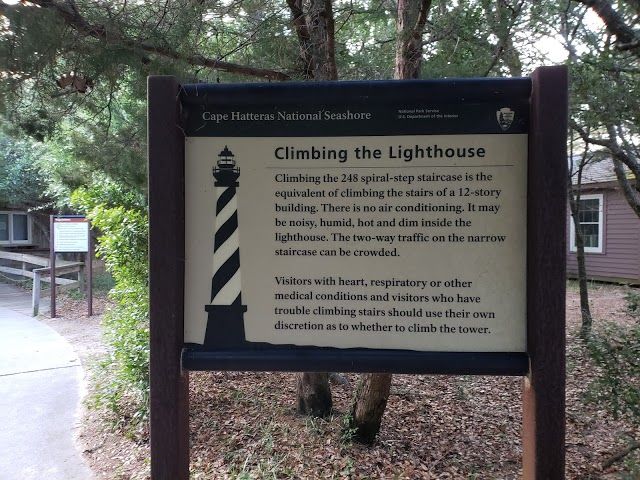 Cape Hatteras National Seashore
National Park Service
U.S. Department of the Interior
Climbing the Lighthouse
Climbing the 248 spiral-step staircase is the
equivalent of climbing the stairs of a 12-story
building. There is no air conditioning. It may
be noisy, humid, hot and dim inside the
lighthouse. The two-way traffic on the narrow
staircase can be crowded.
Visitors with heart, respiratory or other
medical conditions and visitors who have
trouble climbing stairs should use their own
discretion as to whether to climb the tower.